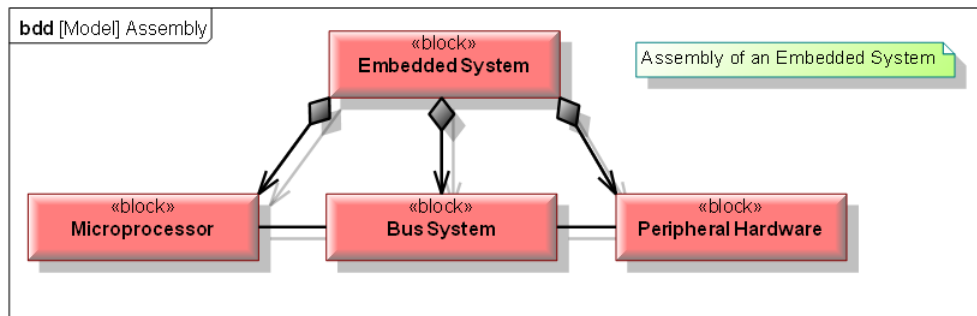 bdd [Model] Assembly
«block»
Embedded System
Assembly of an Embedded System
«block»
Microprocessor
«block»
Bus System
«block»
Peripheral Hardware